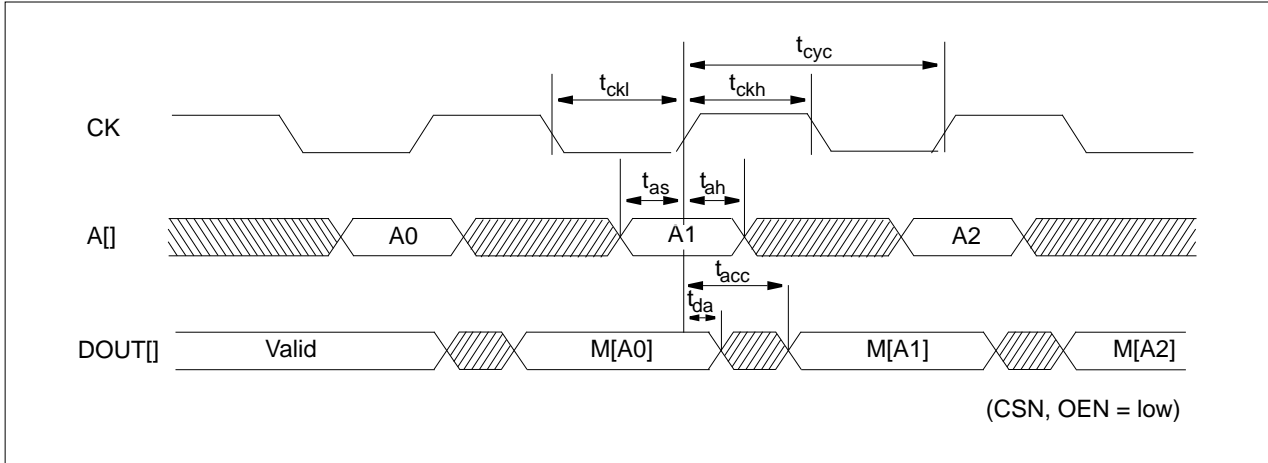 tcyc
tckl
tckh
CK
tas
tah
A[]
A0
A1
A2
tacc
tda
DOUT[]
Valid
M[A0]
M[A1]
M[A2]
(CSN, OEN = low)